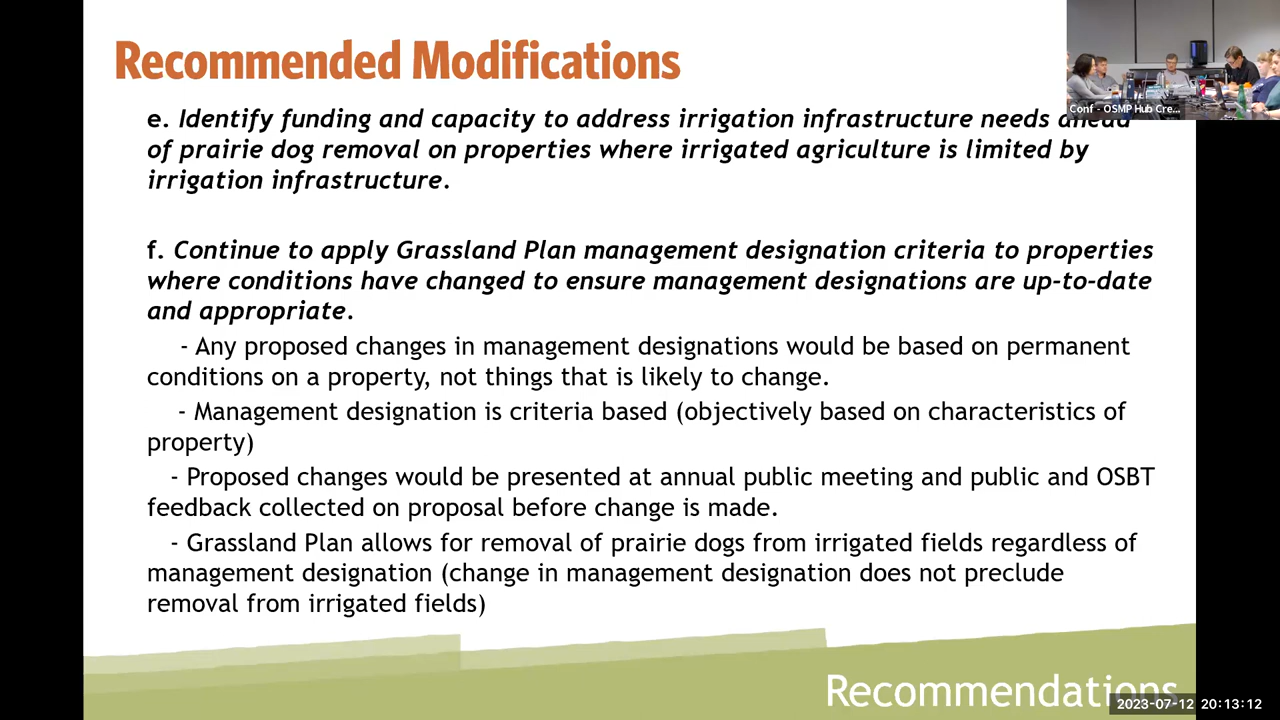 Recommended Modifications
Conf - OSMP Hub Cre...
e. Identify funding and capacity to address irrigation infrastructure needs ahead
of prairie dog removal on properties where irrigated agriculture is limited by
irrigation infrastructure.
f. Continue to apply Grassland Plan management designation criteria to properties
where conditions have changed to ensure management designations are up-to-date
and appropriate.
- Any proposed changes in management designations would be based on permanent
conditions on a property, not things that is likely to change.
- Management designation is criteria based (objectively based on characteristics of
property)
- Proposed changes would be presented at annual public meeting and public and OSBT
feedback collected on proposal before change is made.
- Grassland Plan allows for removal of prairie dogs from irrigated fields regardless of
management designation (change in management designation does not preclude
removal from irrigated fields)
Recommendations
2023-07-12 20:13:12